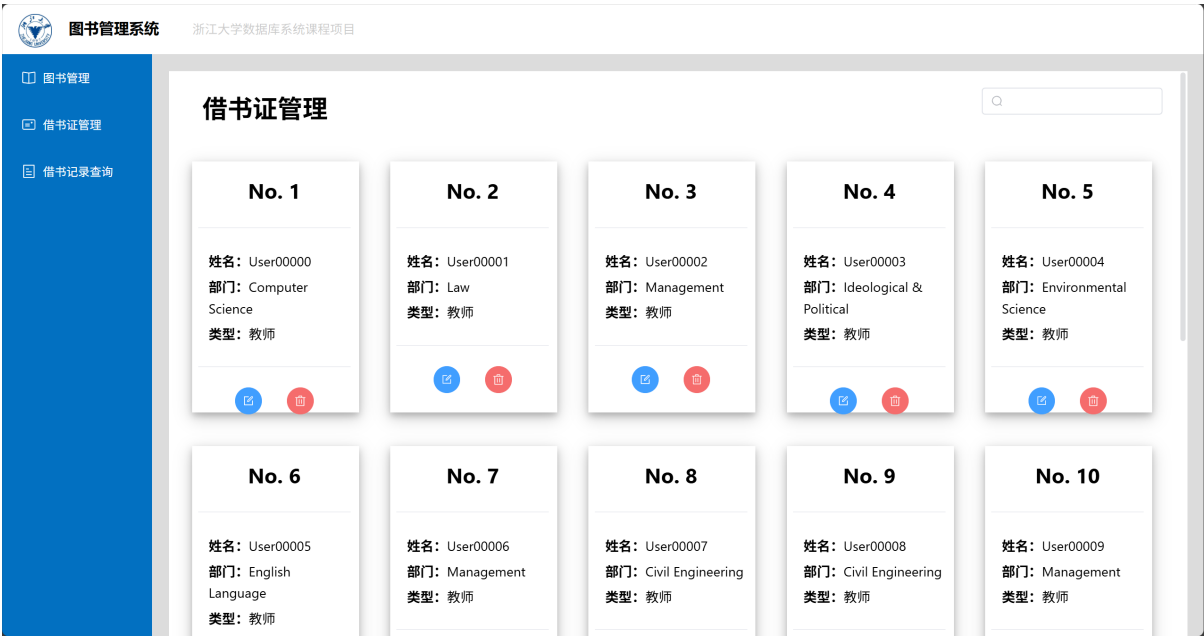 图书管理系统 浙江大学数据库系统课程项目
图书管理
借书证管理
借书记录查询
借书证管理
No. 1
姓名：User00000
部门：Computer
Science
类型：教师
No. 2
姓名：User00001
部门：Law
类型：教师
No. 3
姓名：User00002
部门：Management
类型：教师
No. 4
姓名：User00003
部门：Ideological &
Political
类型：教师
No. 5
姓名：User00004
部门：Environmental
Science
类型：教师
No. 6
姓名：User00005
部门：English
Language
类型：教师
No. 7
姓名：User00006
部门：Management
类型：教师
No. 8
姓名：User00007
部门：Civil Engineering
类型：教师
No. 9
姓名：User00008
部门：Civil Engineering
类型：教师
No. 10
姓名：User00009
部门：Management
类型：教师